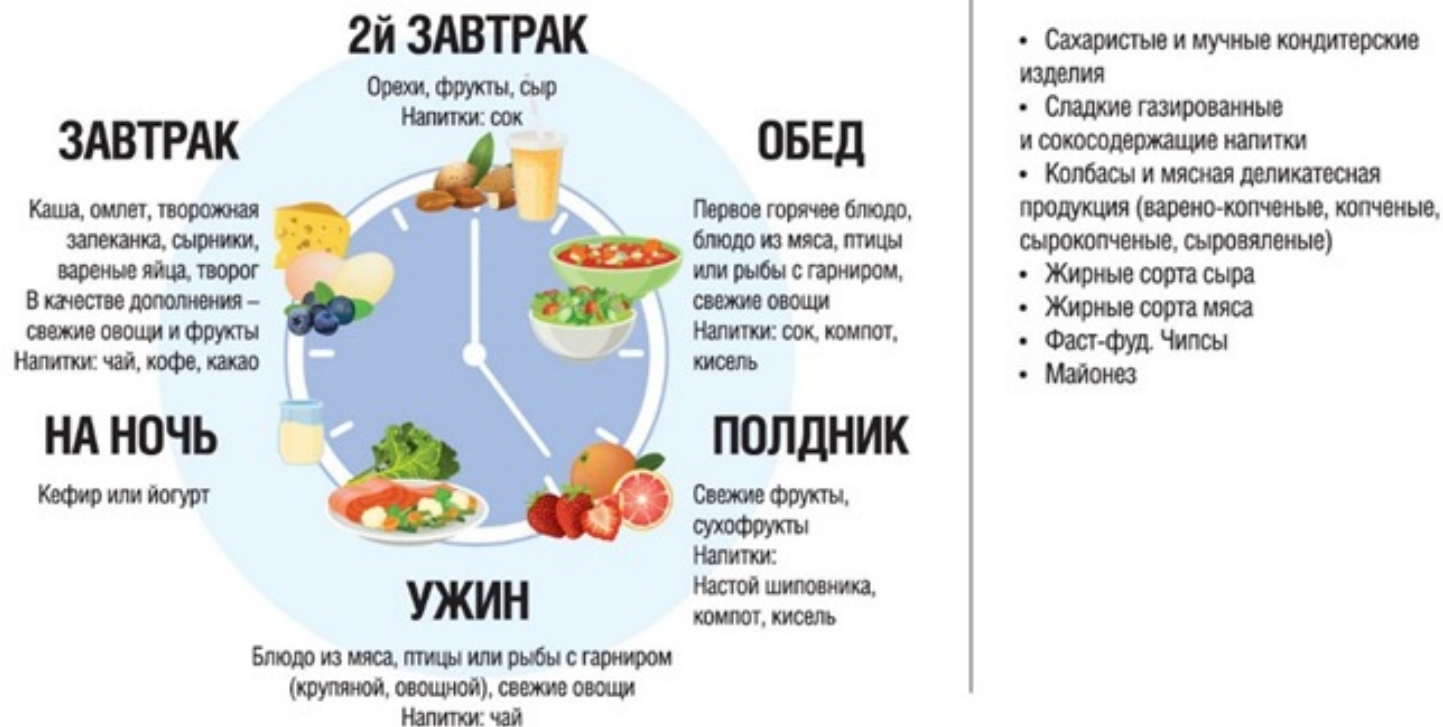 2й ЗАВТРАК
Орехи, фрукты, сыр
Напитки: сок
ЗАВТРАК
Каша, омлет, творожная
запеканка, сырники,
вареные яйца, творог
В качестве дополнения –
свежие овощи и фрукты
Напитки: чай, кофе, какао
ОБЕД
Первое горячее блюдо,
блюдо из мяса, птицы
или рыбы с гарниром,
свежие овощи
Напитки: сок, компот,
кисель
НА НОЧЬ
Кефир или йогурт
ПОЛДНИК
Свежие фрукты,
сухофрукты
Напитки:
Настой шиповника,
компот, кисель
УЖИН
Блюдо из мяса, птицы или рыбы с гарниром
(крупяной, овощной), свежие овощи
Напитки: чай
• Сахаристые и мучные кондитерские
изделия
• Сладкие газированные
и сокосодержащие напитки
• Колбасы и мясная деликатесная
продукция (варено-копченые, копченые,
сырокопченые, сыровяленые)
• Жирные сорта сыра
• Жирные сорта мяса
• Фаст-фуд. Чипсы
• Майонез